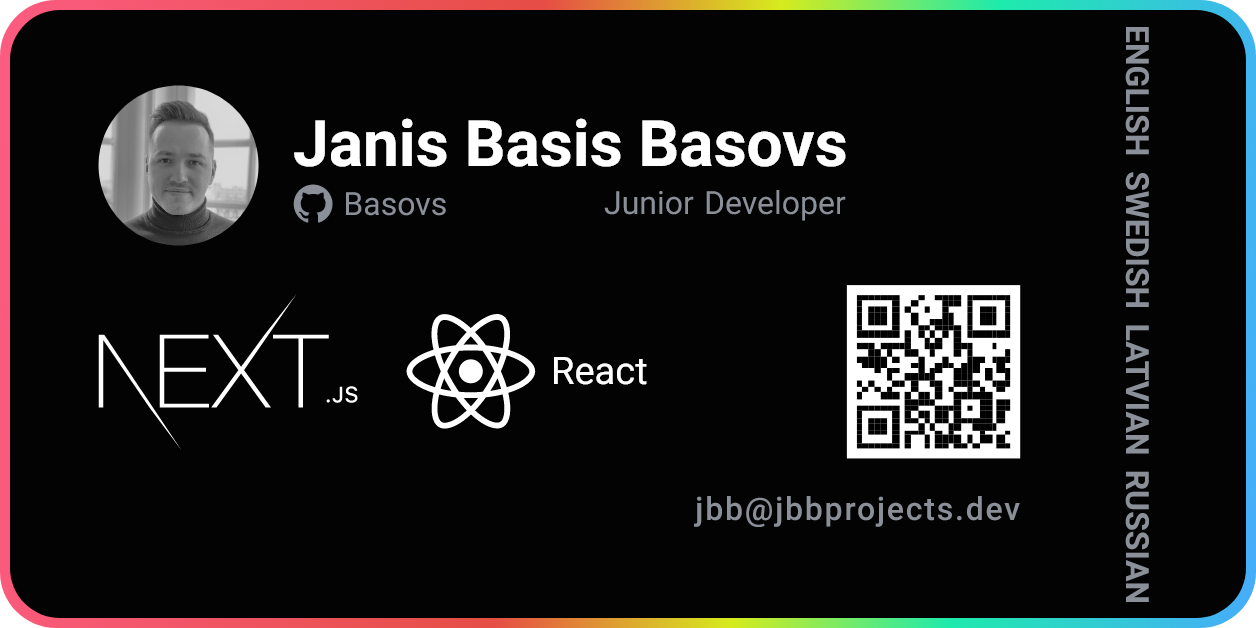 Janis Basis Basovs
Basovs
Junior Developer
NEXT.JS
React
jbb@jbbprojects.dev
ENGLISH SWEDISH LATVIAN RUSSIAN